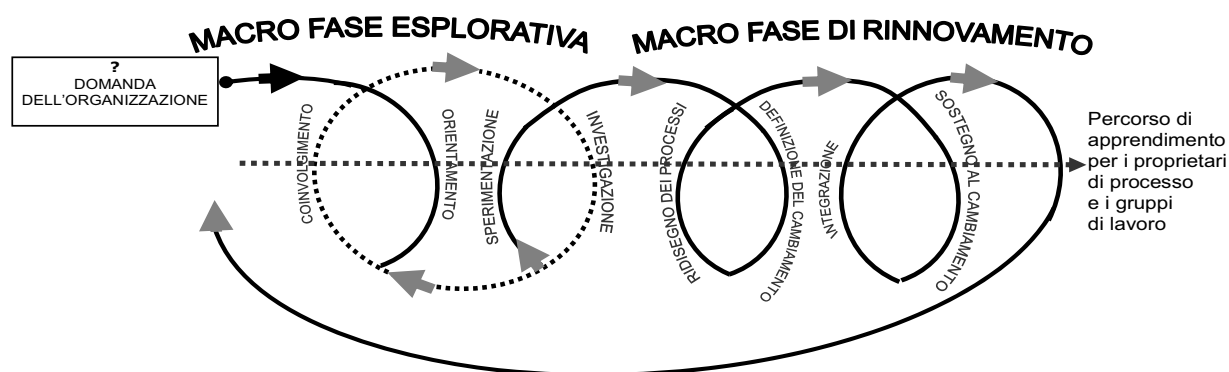 MACRO FASE ESPLORATIVA
MACRO FASE DI RINNOVAMENTO
?
DOMANDA
DELL'ORGANIZZAZIONE
COINVOLGIMENTO
ORIENTAMENTO
SPERIMENTAZIONE
INVESTIGAZIONE
RIDISEGNO DEI PROCESSI
DEFINIZIONE DEL CAMBIAMENTO
INTEGRAZIONE
SOSTEGNO AL CAMBIAMENTO
Percorso di
apprendimento
per i proprietari
di processo
e i gruppi
di lavoro